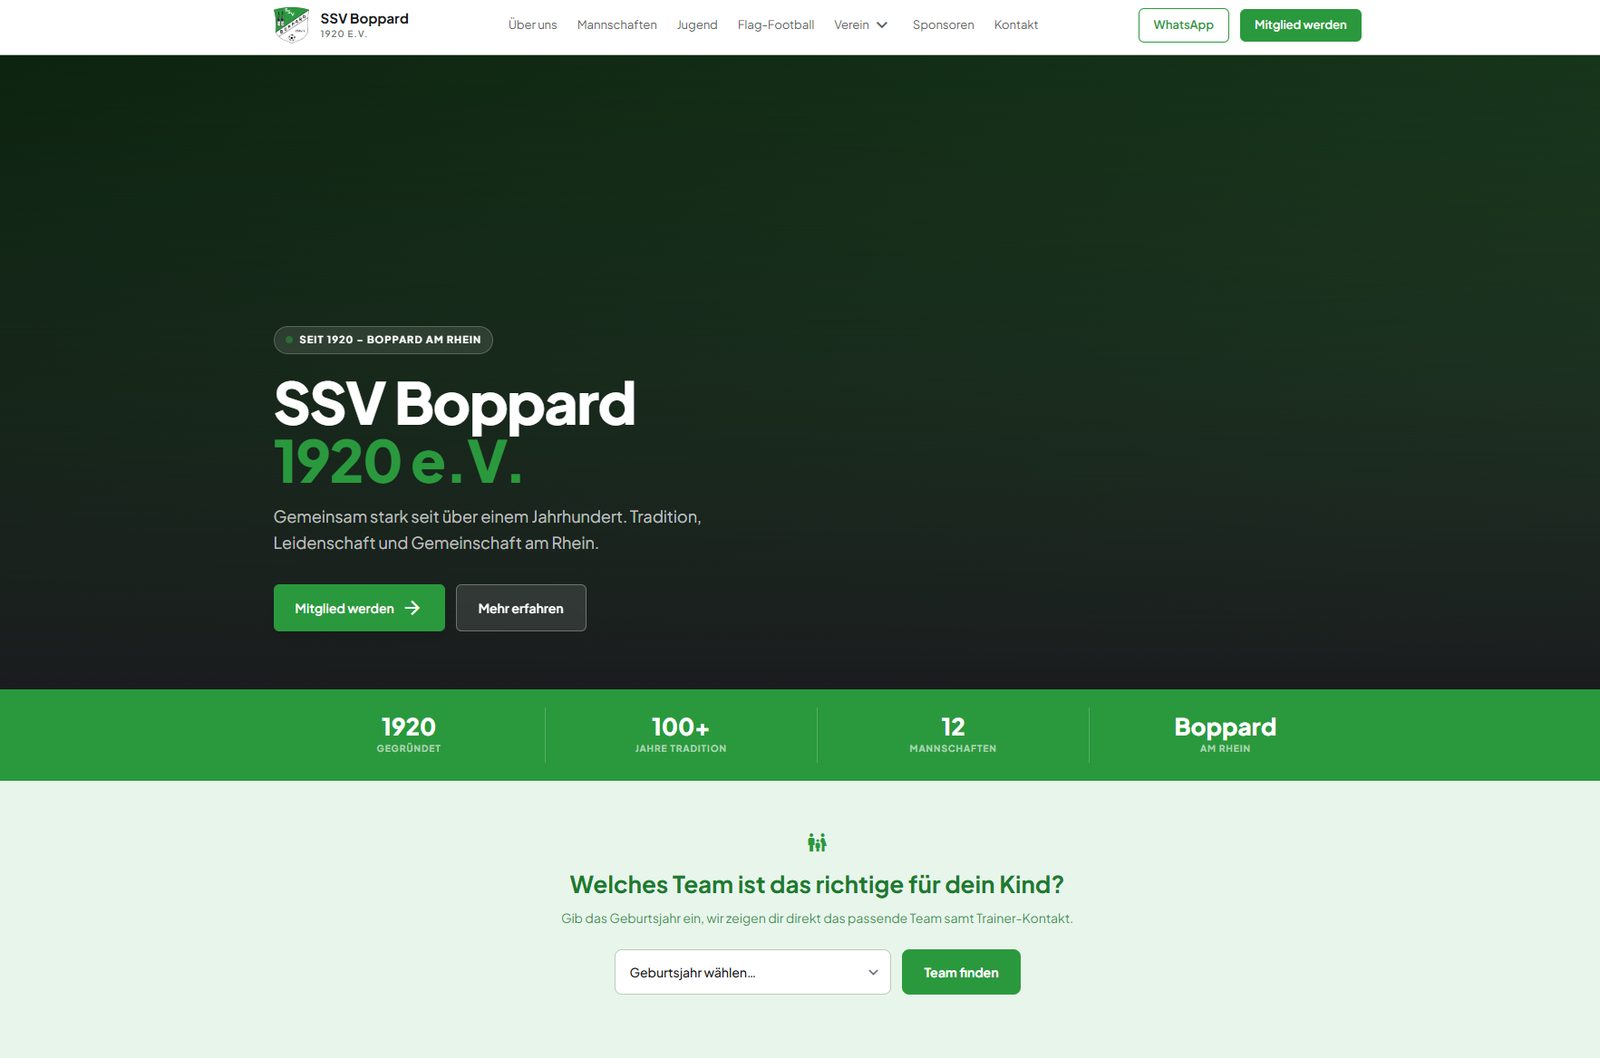 SSV Boppard
1920 E.V.
Über uns
Mannschaften
Jugend
Flag-Football
Verein
Sponsoren
Kontakt
WhatsApp
Mitglied werden
SEIT 1920 – BOPPARD AM RHEIN
SSV Boppard
1920 e.V.
Gemeinsam stark seit über einem Jahrhundert. Tradition,
Leidenschaft und Gemeinschaft am Rhein.
Mitglied werden
Mehr erfahren
1920
GEGRÜNDET
100+
JAHRE TRADITION
12
MANNSCHAFTEN
Boppard
AM RHEIN
Welches Team ist das richtige für dein Kind?
Gib das Geburtsjahr ein, wir zeigen dir direkt das passende Team samt Trainer-Kontakt.
Geburtsjahr wählen...
Team finden